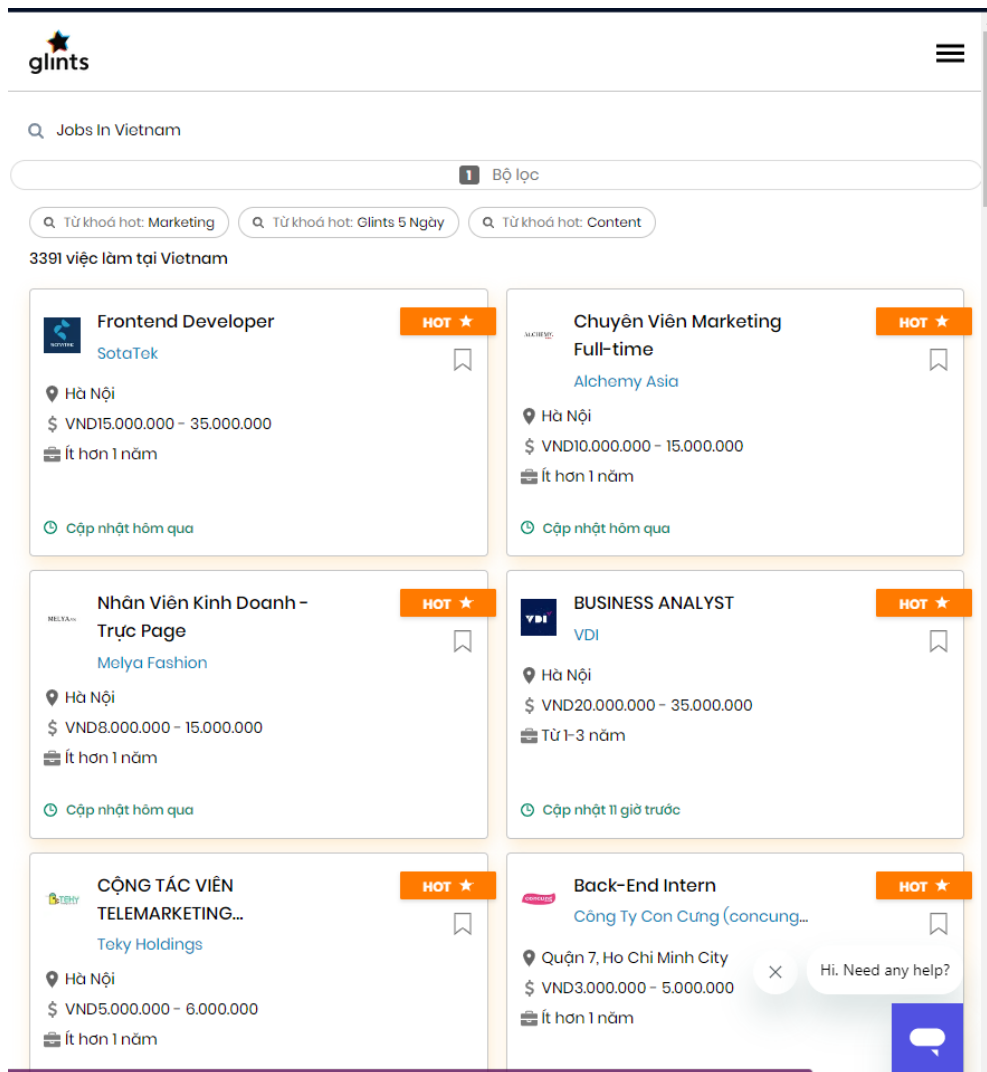 glints
Jobs In Vietnam
1 Bộ lọc
Từ khoá hot: Marketing
Từ khoá hot: Glints 5 Ngày
Từ khoá hot: Content
3391 việc làm tại Vietnam
Frontend Developer
HOT
SotaTek
Hà Nội
$ VND15.000.000 - 35.000.000
Ít hơn 1 năm
Cập nhật hôm qua
ALCHEMY
Chuyên Viên Marketing
Full-time
HOT
Alchemy Asia
Hà Nội
$ VND10.000.000 - 15.000.000
Ít hơn 1 năm
Cập nhật hôm qua
Nhân Viên Kinh Doanh -
Trực Page
HOT
Melya Fashion
Hà Nội
$ VND8.000.000 - 15.000.000
Ít hơn 1 năm
Cập nhật hôm qua
VDI
BUSINESS ANALYST
HOT
VDI
Hà Nội
$ VND20.000.000 - 35.000.000
Từ 1-3 năm
Cập nhật 11 giờ trước
TEKY
CỘNG TÁC VIÊN
TELEMARKETING...
HOT
Teky Holdings
Hà Nội
$ VND5.000.000 - 6.000.000
Ít hơn 1 năm
concung
Back-End Intern
HOT
Công Ty Con Cưng (concung...
Quận 7, Ho Chi Minh City
$ VND3.000.000 - 5.000.000
Ít hơn 1 năm
Hi. Need any help?